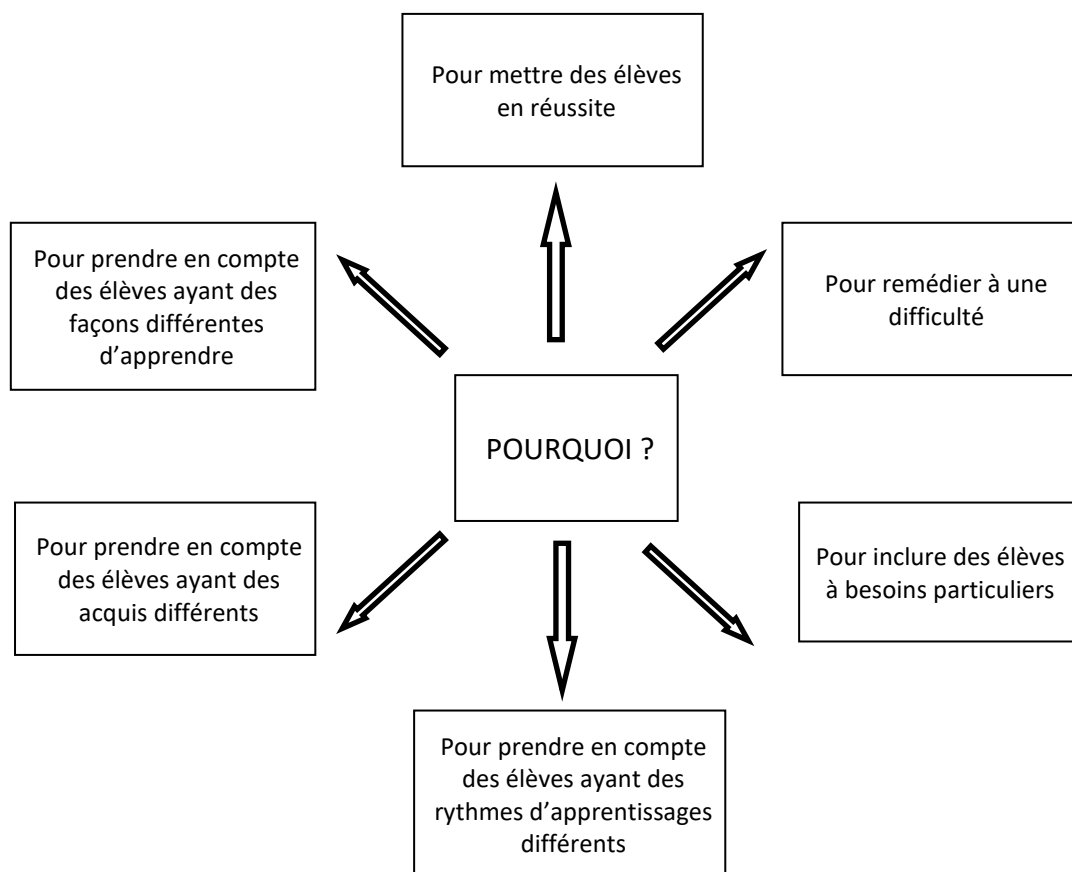 Pour mettre des élèves
en réussite
Pour prendre en compte
des élèves ayant des
façons différentes
d’apprendre
Pour remédier à une
difficulté
POURQUOI ?
Pour prendre en compte
des élèves ayant des
acquis différents
Pour inclure des élèves
à besoins particuliers
Pour prendre en compte
des élèves ayant des
rythmes d’apprentissages
différents